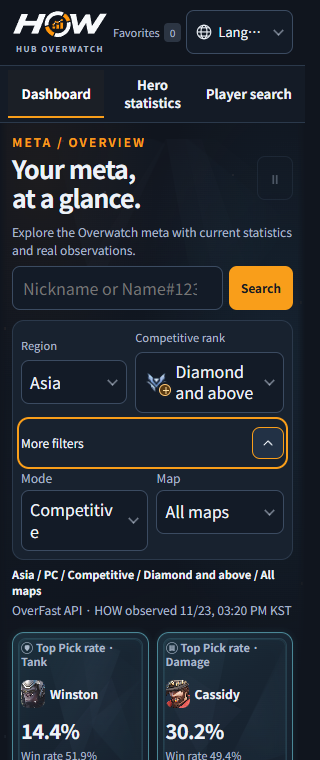 HOW
HUB OVERWATCH
Favorites 0
Lang···
Dashboard
Hero
statistics
Player search
META / OVERVIEW
Your meta,
at a glance.
Explore the Overwatch meta with current statistics
and real observations.
Nickname or Name#123
Search
Region
Competitive rank
Asia
Diamond
and above
More filters
Mode
Map
Competitiv
e
All maps
Asia / PC / Competitive / Diamond and above / All
maps
OverFast API · HOW observed 11/23, 03:20 PM KST
Top Pick rate ·
Tank
Winston
14.4%
Win rate 51.9%
Top Pick rate ·
Damage
Cassidy
30.2%
Win rate 49.4%